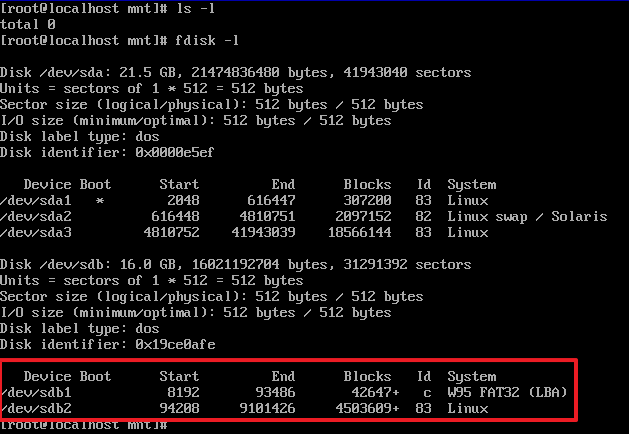 [root@localhost mnt]# ls -l
total 0
[root@localhost mnt]# fdisk -l
Disk /dev/sda: 21.5 GB, 21474836480 bytes, 41943040 sectors
Units = sectors of 1 * 512 = 512 bytes
Sector size (logical/physical): 512 bytes / 512 bytes
I/O size (minimum/optimal): 512 bytes / 512 bytes
Disk label type: dos
Disk identifier: 0x0000e5ef
Device Boot Start End Blocks Id System
/dev/sda1 * 2048 616447 307200 83 Linux
/dev/sda2 616448 4810751 2097152 82 Linux swap / Solaris
/dev/sda3 4810752 41943039 18566144 83 Linux
Disk /dev/sdb: 16.0 GB, 16021192704 bytes, 31291392 sectors
Units = sectors of 1 * 512 = 512 bytes
Sector size (logical/physical): 512 bytes / 512 bytes
I/O size (minimum/optimal): 512 bytes / 512 bytes
Disk label type: dos
Disk identifier: 0x19ce0afe
Device Boot Start End Blocks Id System
/dev/sdb1 8192 93486 42647+ c W95 FAT32 (LBA)
/dev/sdb2 94208 9101426 4503609+ 83 Linux
[root@localhost mnt]#